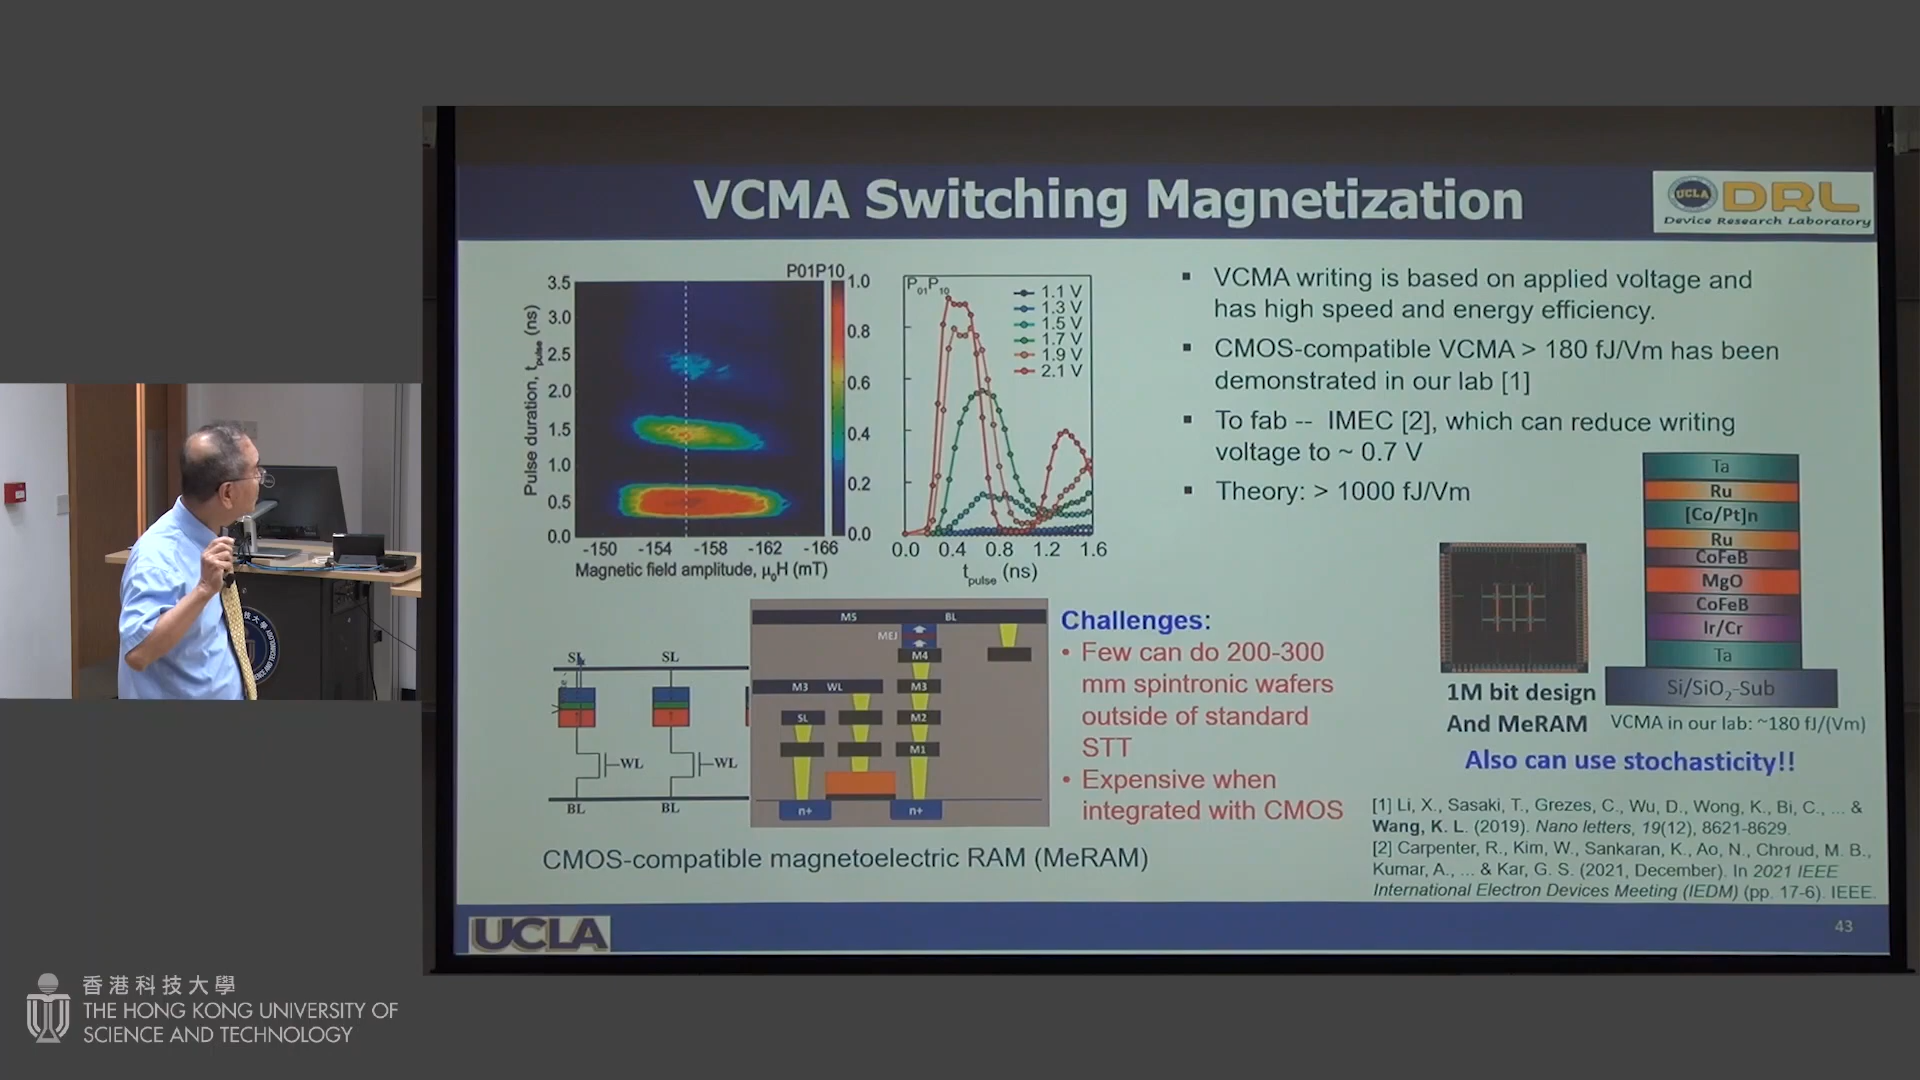 VCMA Switching Magnetization
UCLA
DRL
Device Research Laboratory
P01P10
3.5
3.0
2.5
2.0
1.5
1.0
0.5
0.0
Pulse duration, t_pulse (ns)
1.0
0.8
0.6
0.4
0.2
0.0
-150 -154 -158 -162 -166
Magnetic field amplitude, μ₀H (mT)
P₀₁P₁₀
1.1 V
1.3 V
1.5 V
1.7 V
1.9 V
2.1 V
0.0 0.4 0.8 1.2 1.6
t_pulse (ns)
▪ VCMA writing is based on applied voltage and
has high speed and energy efficiency.
▪ CMOS-compatible VCMA > 180 fJ/Vm has been
demonstrated in our lab [1]
▪ To fab -- IMEC [2], which can reduce writing
voltage to ~ 0.7 V
▪ Theory: > 1000 fJ/Vm
Ta
Ru
[Co/Pt]n
Ru
CoFeB
MgO
CoFeB
Ir/Cr
Ta
Si/SiO₂-Sub
VCMA in our lab: ~180 fJ/(Vm)
1M bit design
And MeRAM
Also can use stochasticity!!
SL SL
WL WL
BL BL
M5 BL
MEJ
M4
M3 WL M3
SL M2
M1
n+ n+
CMOS-compatible magnetoelectric RAM (MeRAM)
Challenges:
• Few can do 200-300
mm spintronic wafers
outside of standard
STT
• Expensive when
integrated with CMOS
[1] Li, X., Sasaki, T., Grezes, C., Wu, D., Wong, K., Bi, C., ... &
Wang, K. L. (2019). Nano letters, 19(12), 8621-8629.
[2] Carpenter, R., Kim, W., Sankaran, K., Ao, N., Chroud, M. B.,
Kumar, A., ... & Kar, G. S. (2021, December). In 2021 IEEE
International Electron Devices Meeting (IEDM) (pp. 17-6). IEEE.
UCLA
43
香港科技大學
THE HONG KONG UNIVERSITY OF
SCIENCE AND TECHNOLOGY